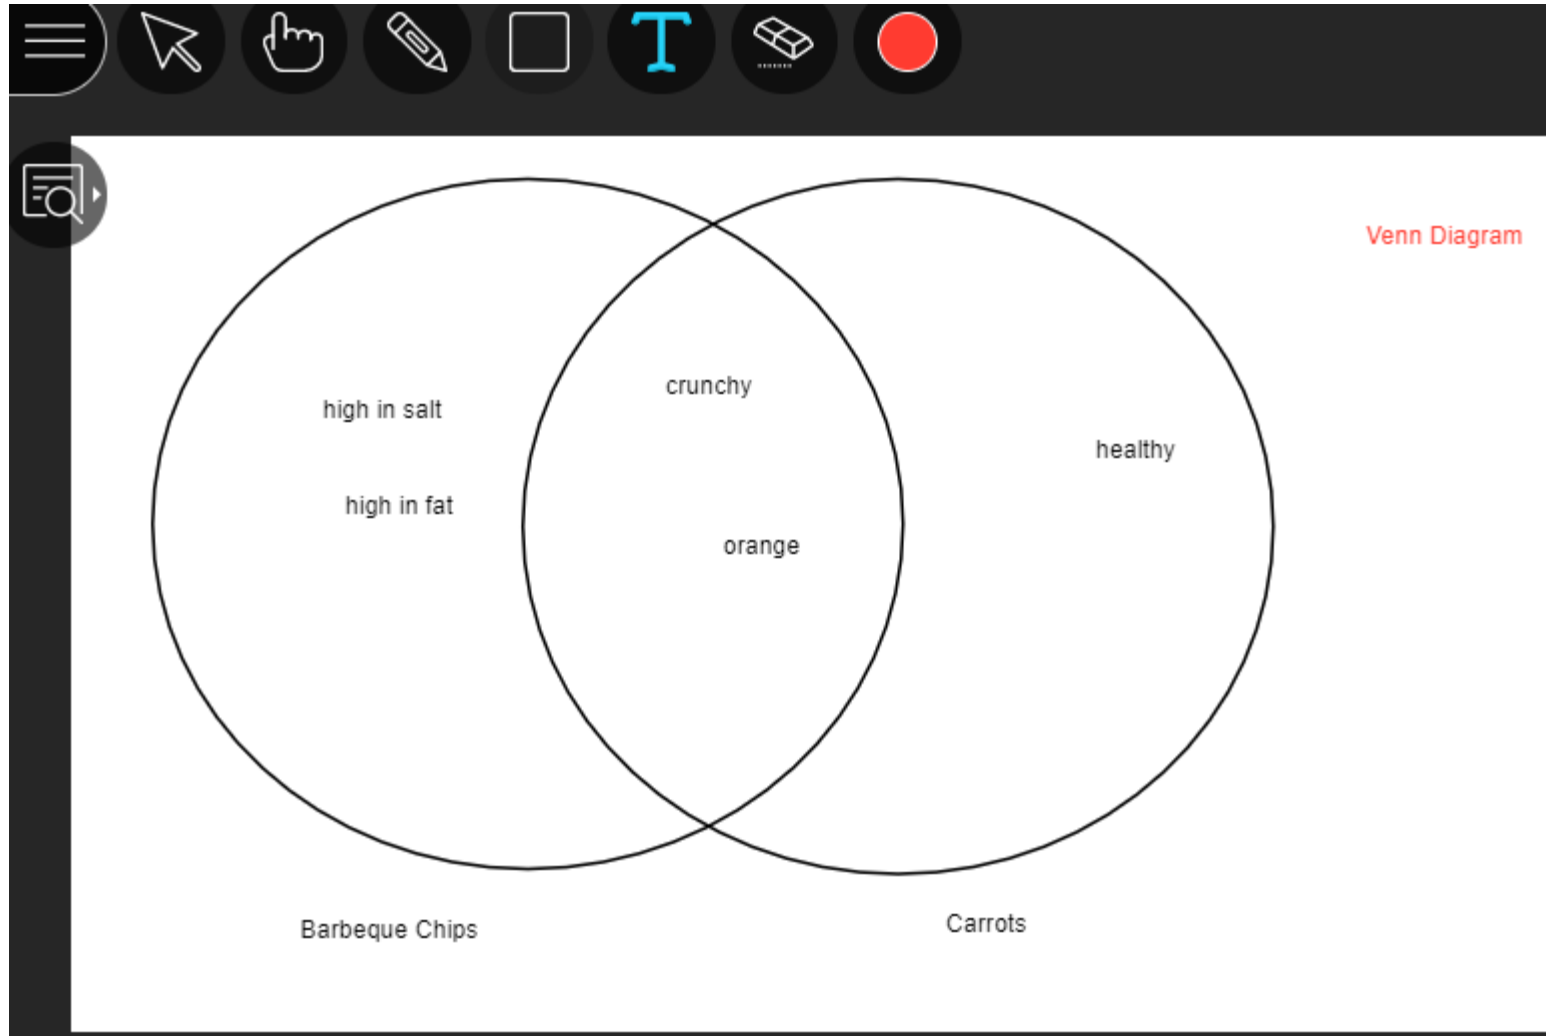 Venn Diagram
crunchy
high in salt
healthy
high in fat
orange
Barbeque Chips
Carrots